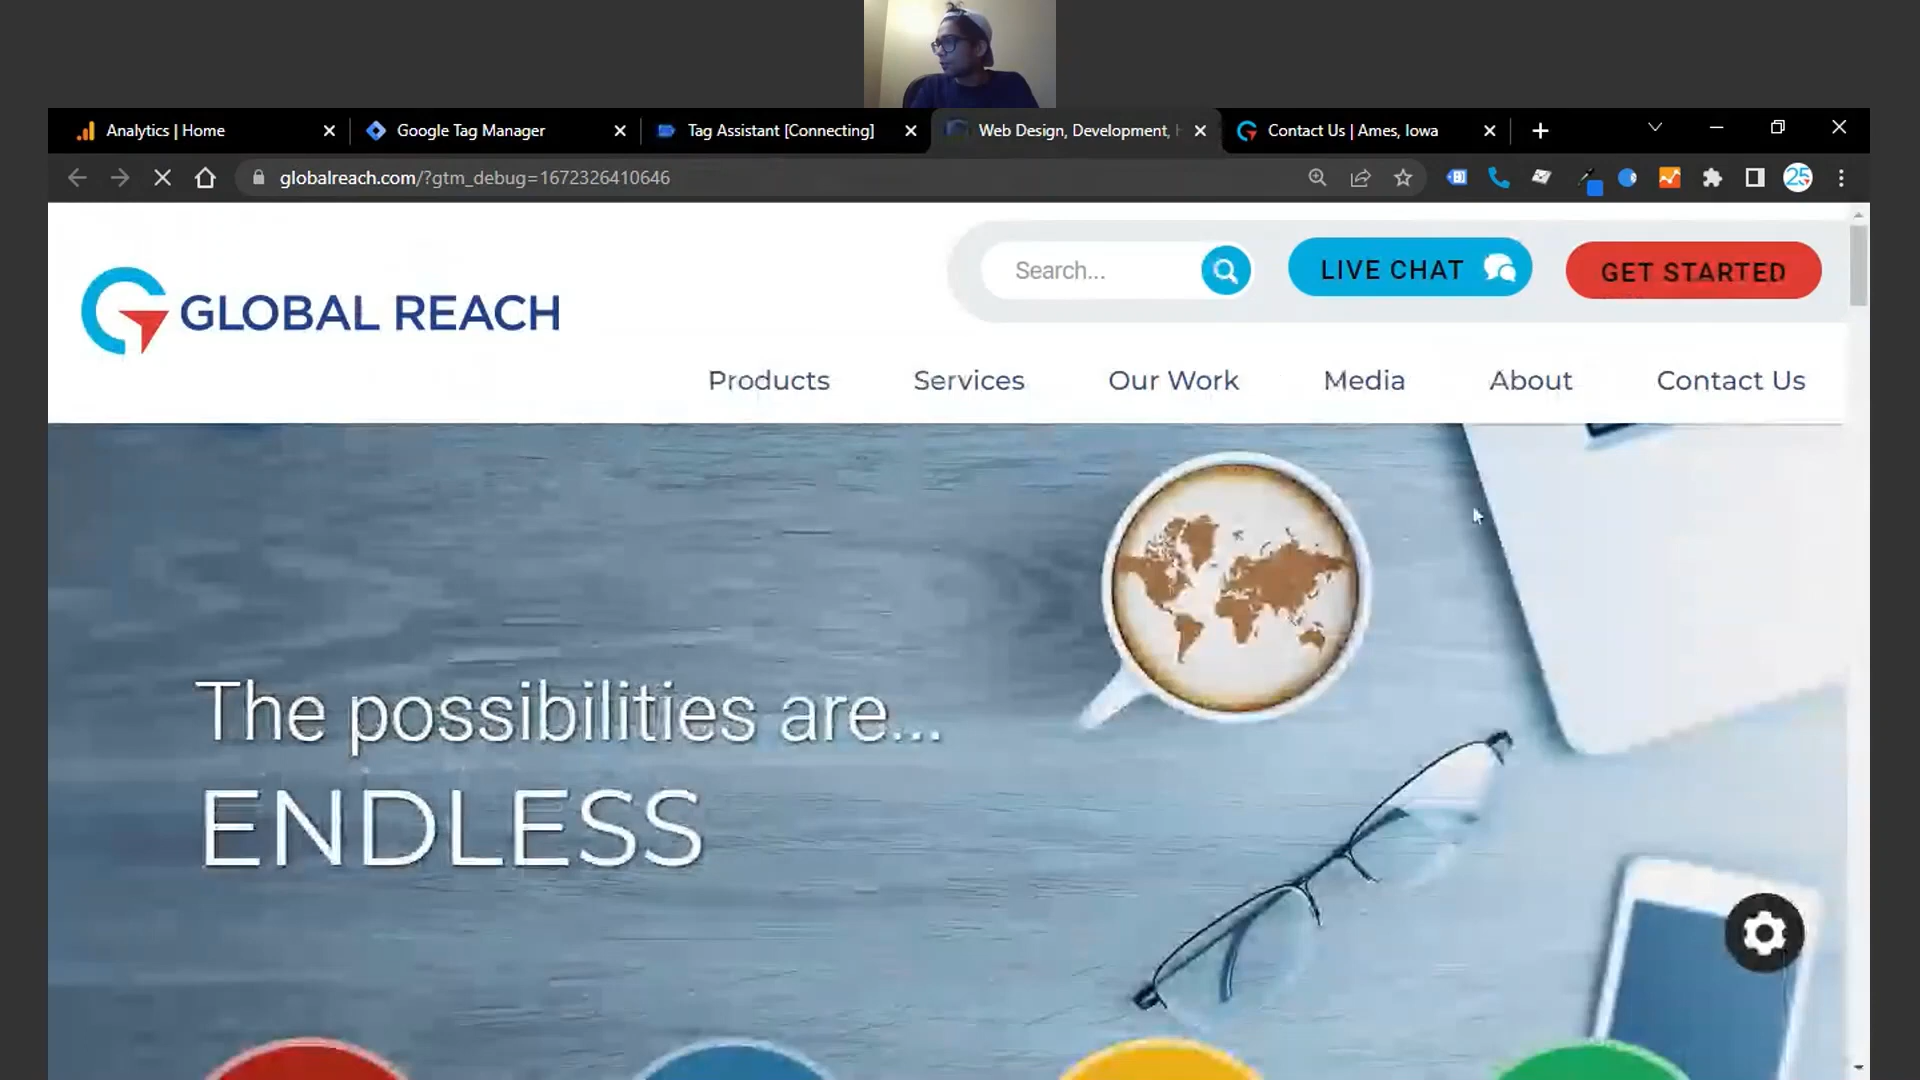 Analytics | Home
Google Tag Manager
Tag Assistant [Connecting]
Web Design, Development,
Contact Us | Ames, Iowa
globalreach.com/?gtm_debug=1672326410646
25
Search...
LIVE CHAT
GET STARTED
GLOBAL REACH
Products
Services
Our Work
Media
About
Contact Us
The possibilities are...
ENDLESS